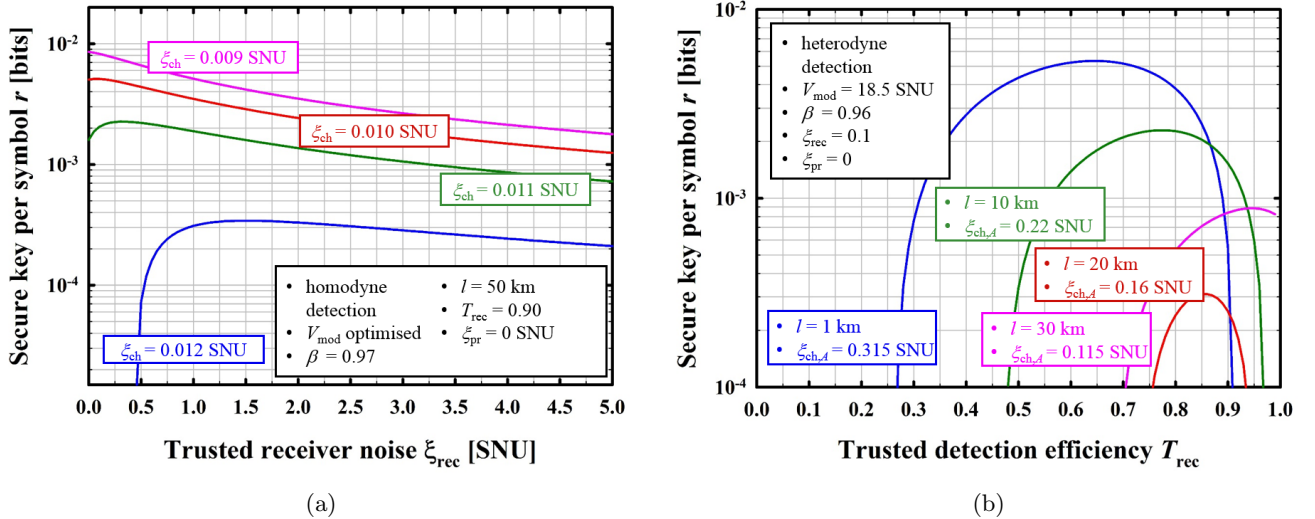 Secure key per symbol r [bits]
10⁻²
10⁻³
10⁻⁴
ξch = 0.009 SNU
ξch = 0.010 SNU
ξch = 0.011 SNU
ξch = 0.012 SNU
• homodyne
detection
• Vmod optimised
• β = 0.97
• l = 50 km
• Trec = 0.90
• ξpr = 0 SNU
0.0 0.5 1.0 1.5 2.0 2.5 3.0 3.5 4.0 4.5 5.0
Trusted receiver noise ξrec [SNU]
(a)
Secure key per symbol r [bits]
10⁻²
10⁻³
10⁻⁴
• heterodyne
detection
• Vmod = 18.5 SNU
• β = 0.96
• ξrec = 0.1
• ξpr = 0
• l = 10 km
• ξch,A = 0.22 SNU
• l = 20 km
• ξch,A = 0.16 SNU
• l = 1 km
• ξch,A = 0.315 SNU
• l = 30 km
• ξch,A = 0.115 SNU
0.0 0.1 0.2 0.3 0.4 0.5 0.6 0.7 0.8 0.9 1.0
Trusted detection efficiency Trec
(b)